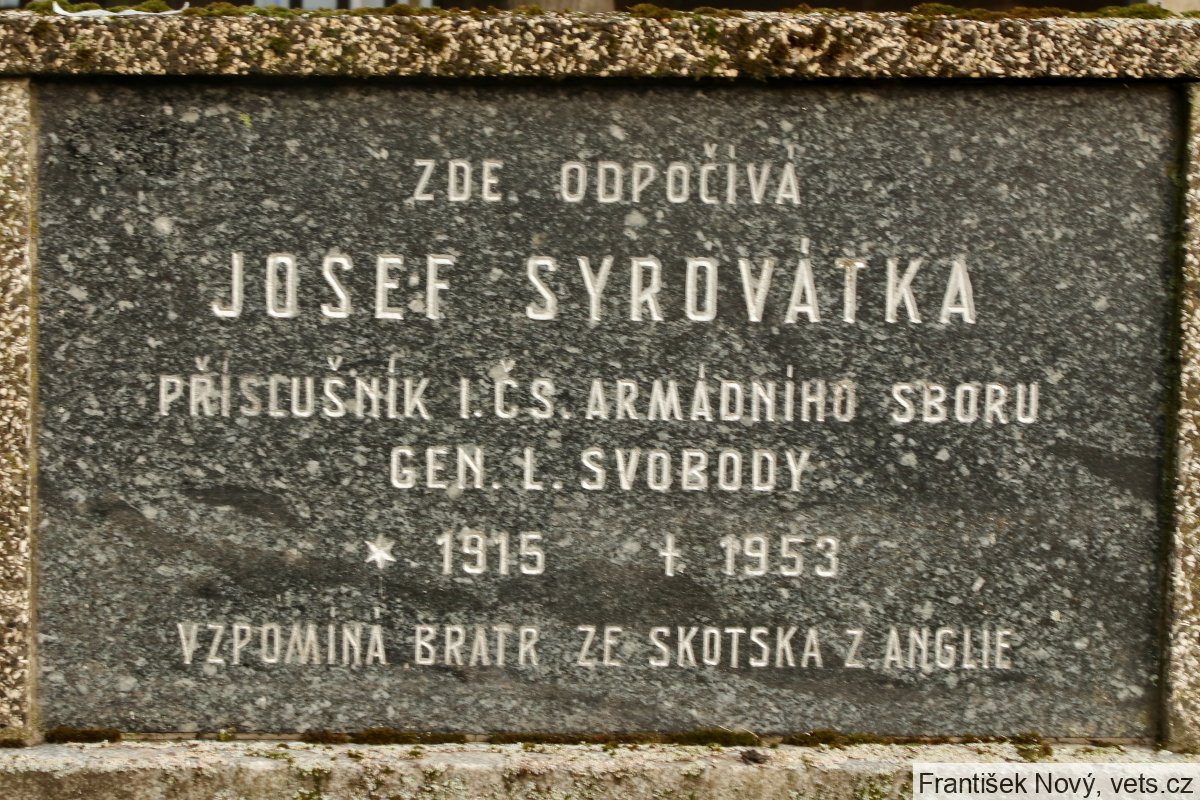 ZDE ODPOČÍVÁ
JOSEF SYROVÁTKA
PŘÍSLUŠNÍK I. ČS. ARMÁDNÍHO SBORU
GEN. L. SVOBODY
* 1915 † 1953
VZPOMÍNÁ BRATR ZE SKOTSKA Z ANGLIE
František Nový, vets.cz